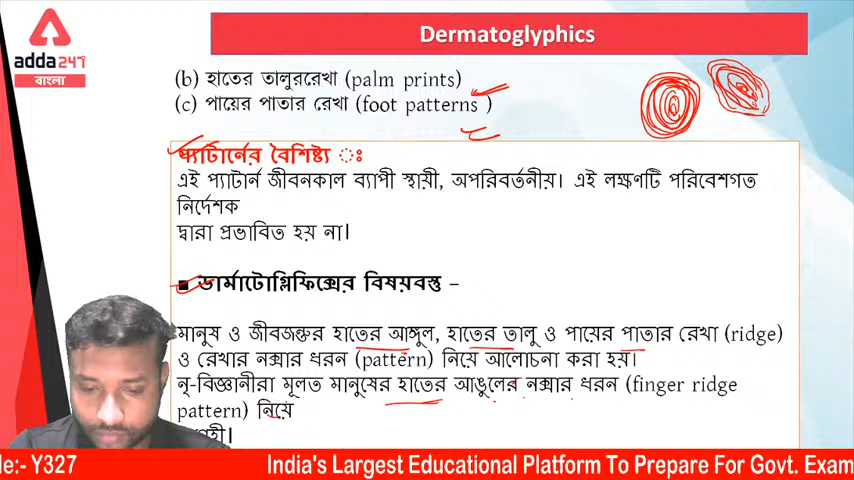 Dermatoglyphics
adda247
বাংলা
(b) হাতের তালুররেখা (palm prints)
(c) পায়ের পাতার রেখা (foot patterns )
প্যাটার্নের বৈশিষ্ট্য ঃ
এই প্যাটার্ন জীবনকাল ব্যাপী স্থায়ী, অপরিবর্তনীয়। এই লক্ষণটি পরিবেশগত
নির্দেশক
দ্বারা প্রভাবিত হয় না।
■ ডার্মাটোগ্লিফিক্সের বিষয়বস্তু –
মানুষ ও জীবজন্তুর হাতের আঙ্গুল, হাতের তালু ও পায়ের পাতার রেখা (ridge)
ও রেখার নক্সার ধরন (pattern) নিয়ে আলোচনা করা হয়।
নৃ-বিজ্ঞানীরা মূলত মানুষের হাতের আঙুলের নক্সার ধরন (finger ridge
pattern) নিয়ে
de:- Y327 India's Largest Educational Platform To Prepare For Govt. Exam